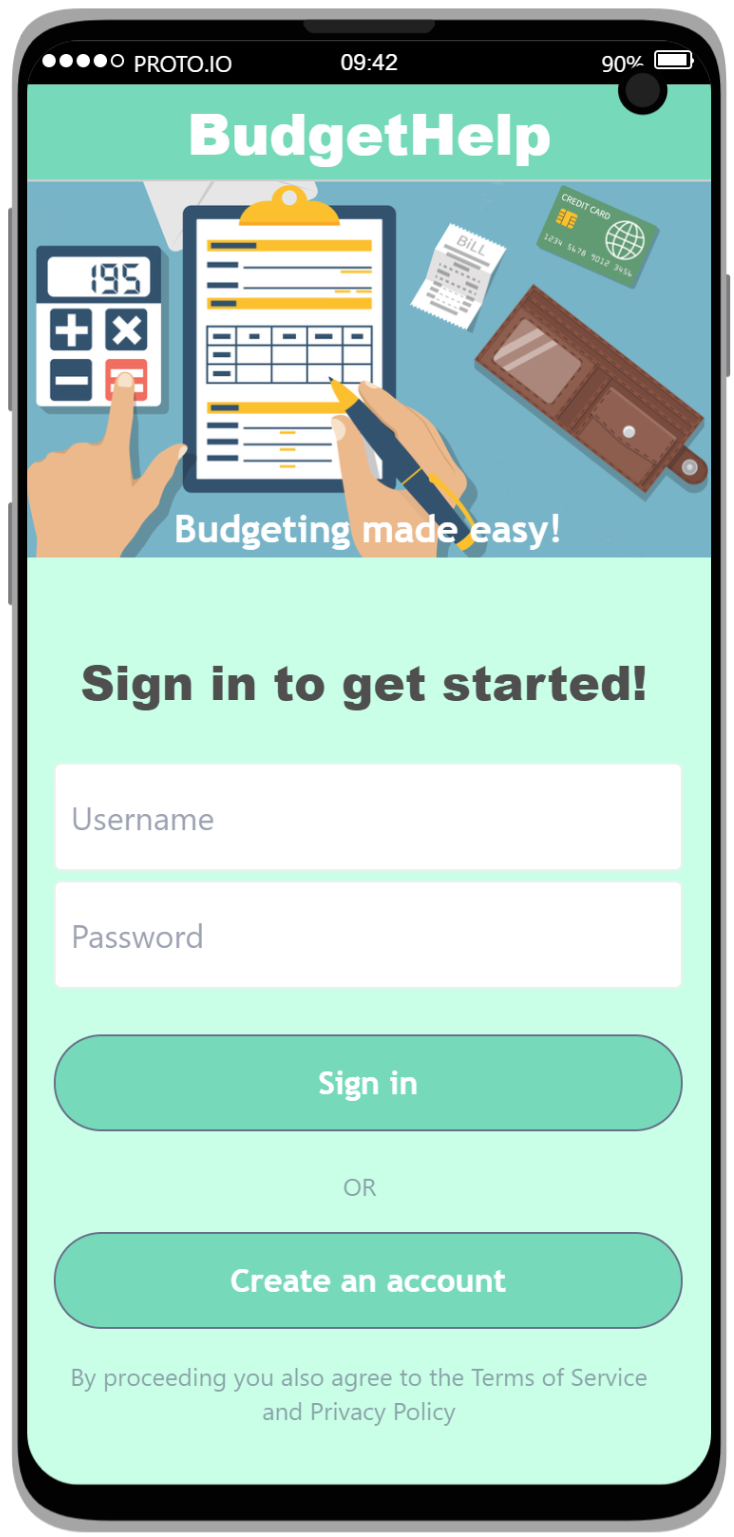 PROTO.IO 09:42 90%
BudgetHelp
CREDIT CARD
BiLL
195
1234 5678 9012 3456
Budgeting made easy!
Sign in to get started!
Username
Password
Sign in
OR
Create an account
By proceeding you also agree to the Terms of Service
and Privacy Policy